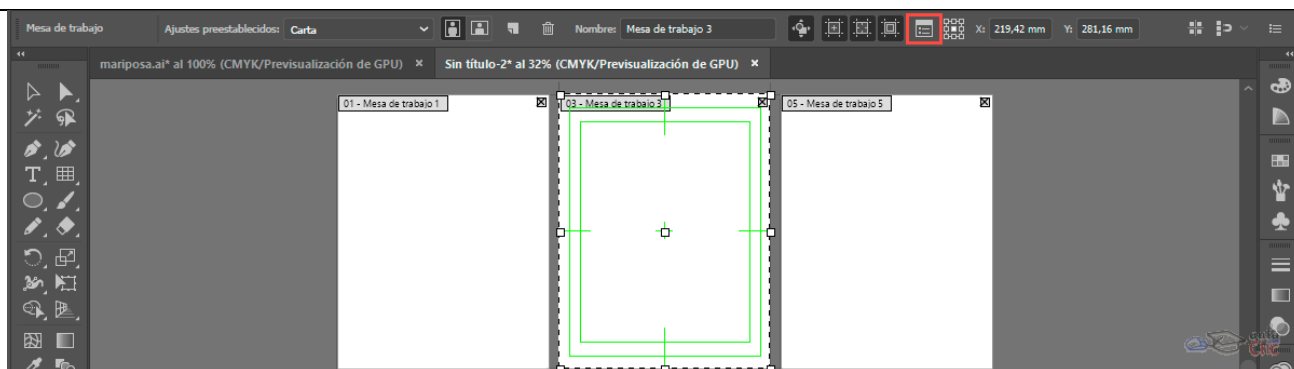 Mesa de trabajo Ajustes preestablecidos: Carta Nombre: Mesa de trabajo 3 X: 219,42 mm Y: 281,16 mm
mariposa.ai* al 100% (CMYK/Previsualización de GPU) × Sin título-2* al 32% (CMYK/Previsualización de GPU) ×
01 - Mesa de trabajo 1 03 - Mesa de trabajo 3 05 - Mesa de trabajo 5
aula
Clic